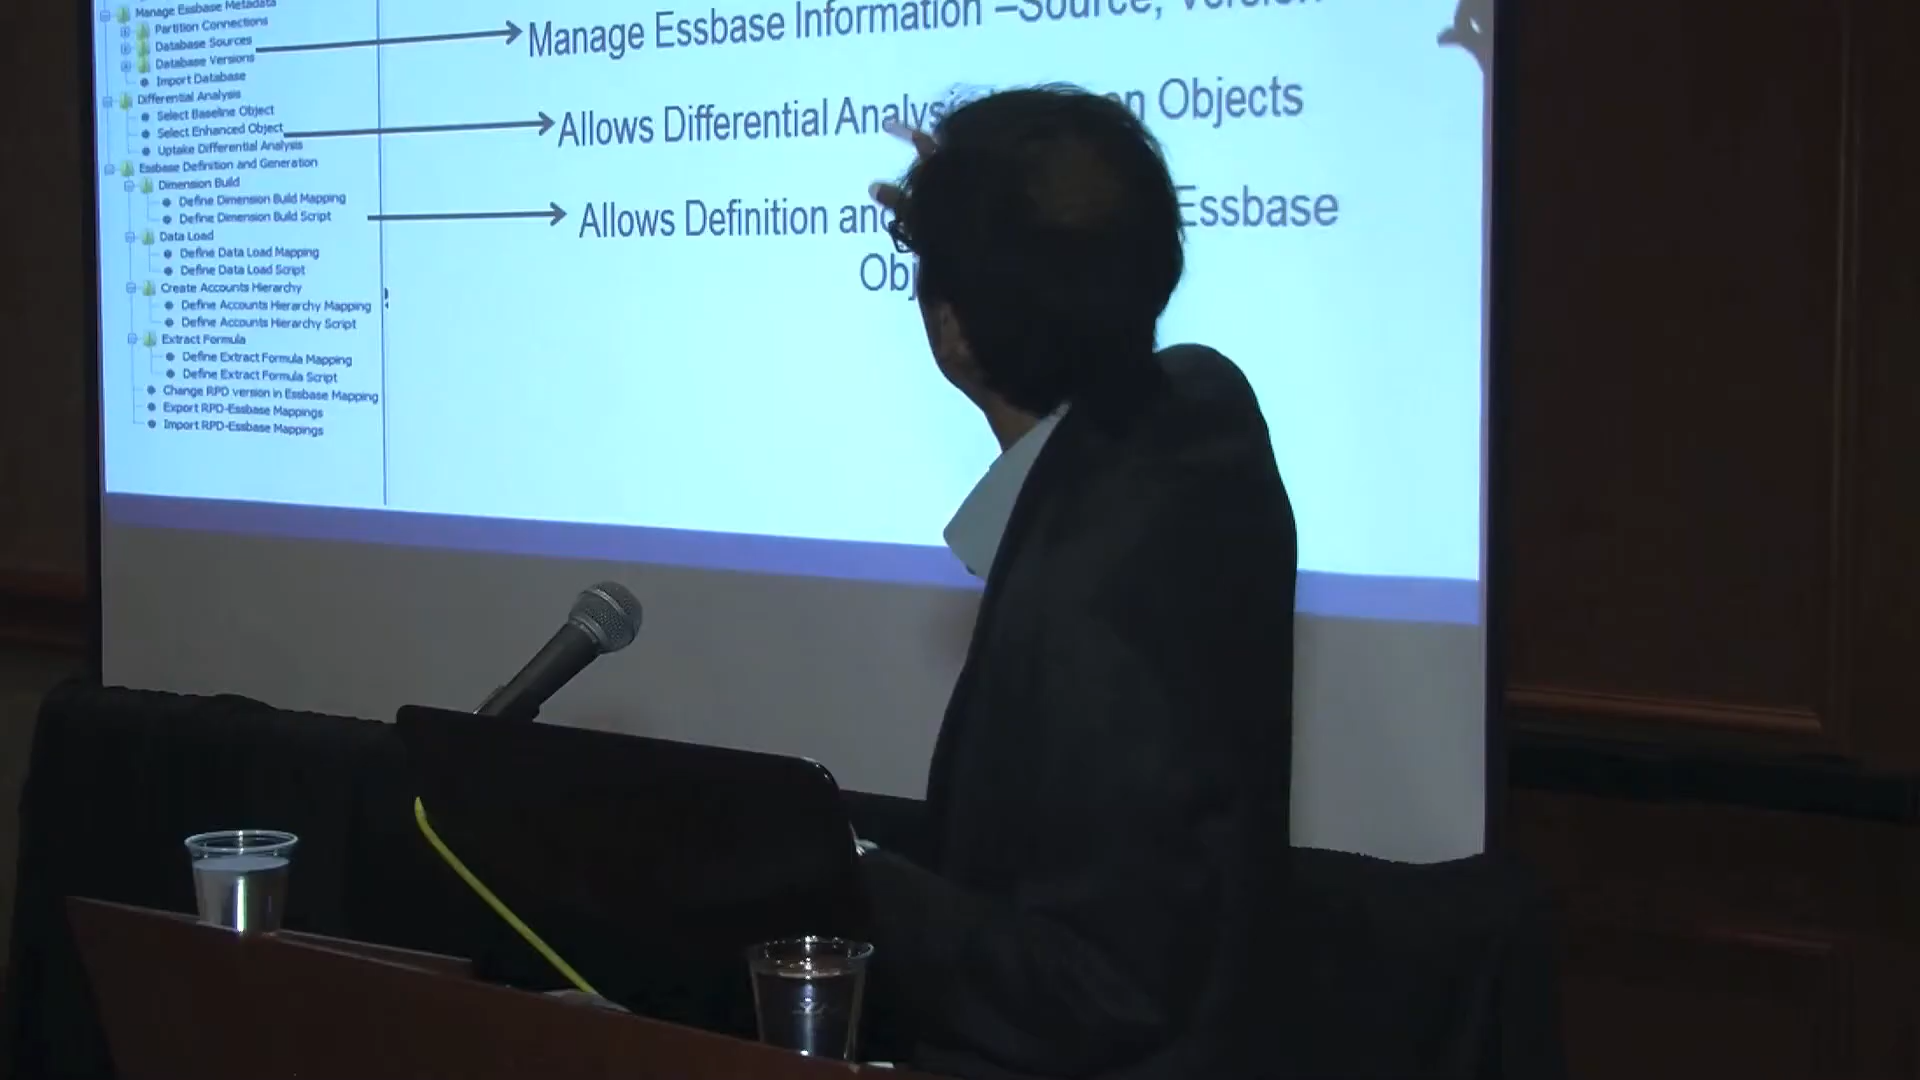 Manage Essbase Metadata
Partition Connections
Database Sources
Database Versions
Import Database
Differential Analysis
Select Baseline Object
Select Enhanced Object
Uptake Differential Analysis
Essbase Definition and Generation
Dimension Build
Define Dimension Build Mapping
Define Dimension Build Script
Data Load
Define Data Load Mapping
Define Data Load Script
Create Accounts Hierarchy
Define Accounts Hierarchy Mapping
Define Accounts Hierarchy Script
Extract Formula
Define Extract Formula Mapping
Define Extract Formula Script
Change RPD version in Essbase Mapping
Export RPD-Essbase Mappings
Import RPD-Essbase Mappings
Manage Essbase Information –Source, Version
Allows Differential Analys n Objects
Allows Definition and Essbase
Obj